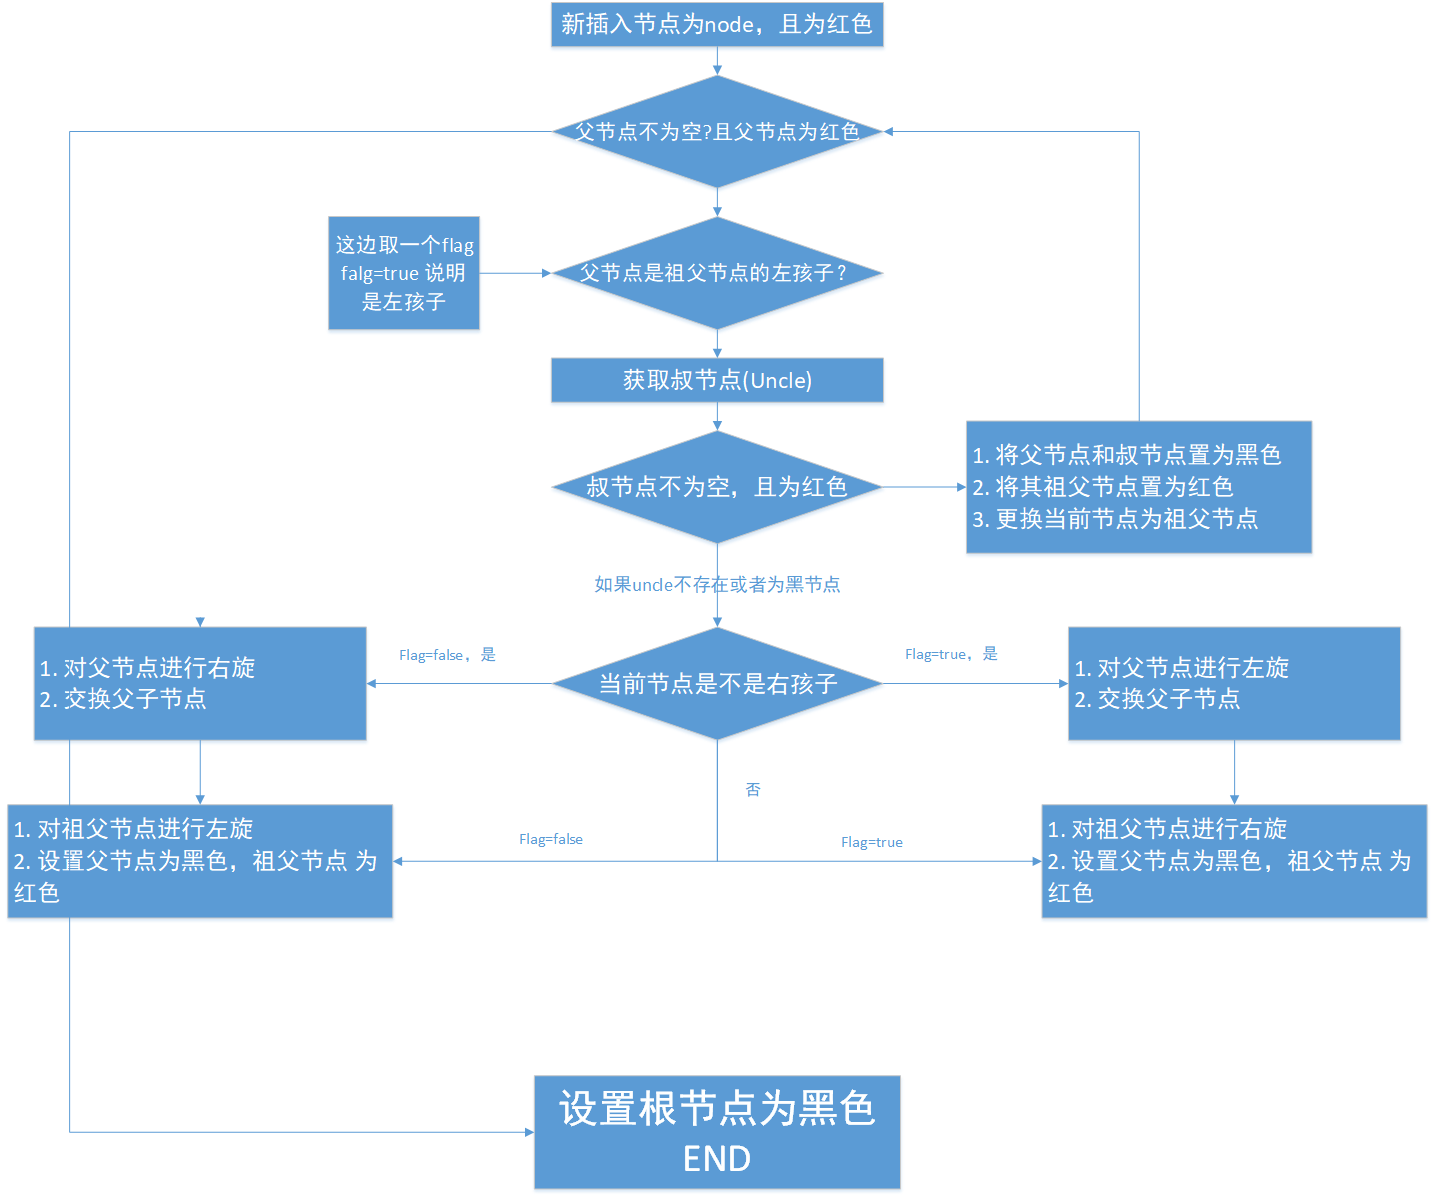 新插入节点为node，且为红色
父节点不为空?且父节点为红色
这边取一个flag
falg=true 说明
是左孩子
父节点是祖父节点的左孩子？
获取叔节点(Uncle)
叔节点不为空，且为红色
1. 将父节点和叔节点置为黑色
2. 将其祖父节点置为红色
3. 更换当前节点为祖父节点
如果uncle不存在或者为黑节点
1. 对父节点进行右旋
2. 交换父子节点
Flag=false，是
当前节点是不是右孩子
Flag=true，是
1. 对父节点进行左旋
2. 交换父子节点
否
1. 对祖父节点进行左旋
2. 设置父节点为黑色，祖父节点 为
红色
Flag=false
Flag=true
1. 对祖父节点进行右旋
2. 设置父节点为黑色，祖父节点 为
红色
设置根节点为黑色
END